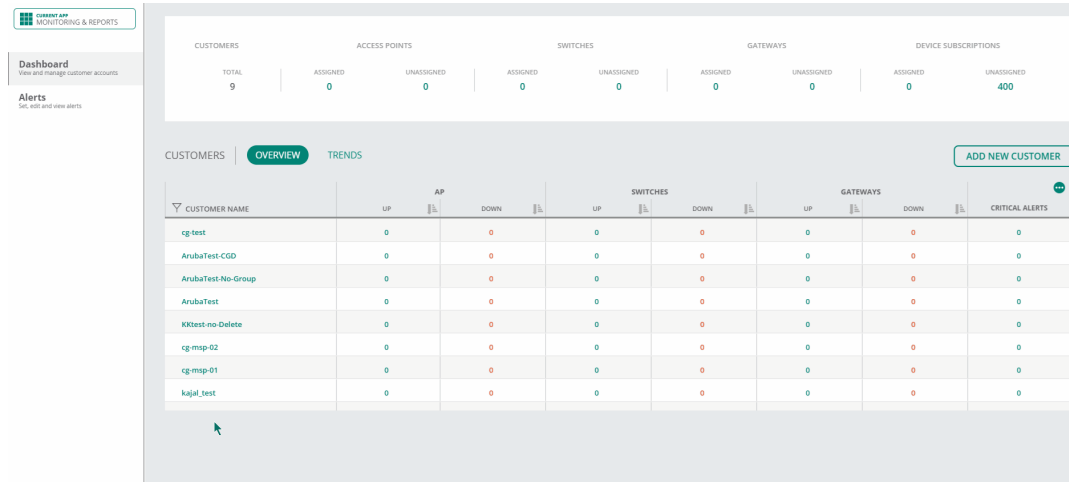 CURRENT APP
MONITORING & REPORTS
Dashboard
View and manage customer accounts
Alerts
Set, edit and view alerts
CUSTOMERS ACCESS POINTS SWITCHES GATEWAYS DEVICE SUBSCRIPTIONS
TOTAL ASSIGNED UNASSIGNED ASSIGNED UNASSIGNED ASSIGNED UNASSIGNED ASSIGNED UNASSIGNED
9 0 0 0 0 0 0 0 400
CUSTOMERS OVERVIEW TRENDS ADD NEW CUSTOMER
AP SWITCHES GATEWAYS
CUSTOMER NAME UP DOWN UP DOWN UP DOWN CRITICAL ALERTS
cg-test 0 0 0 0 0 0 0
ArubaTest-CGD 0 0 0 0 0 0 0
ArubaTest-No-Group 0 0 0 0 0 0 0
ArubaTest 0 0 0 0 0 0 0
KKtest-no-Delete 0 0 0 0 0 0 0
cg-msp-02 0 0 0 0 0 0 0
cg-msp-01 0 0 0 0 0 0 0
kajal_test 0 0 0 0 0 0 0